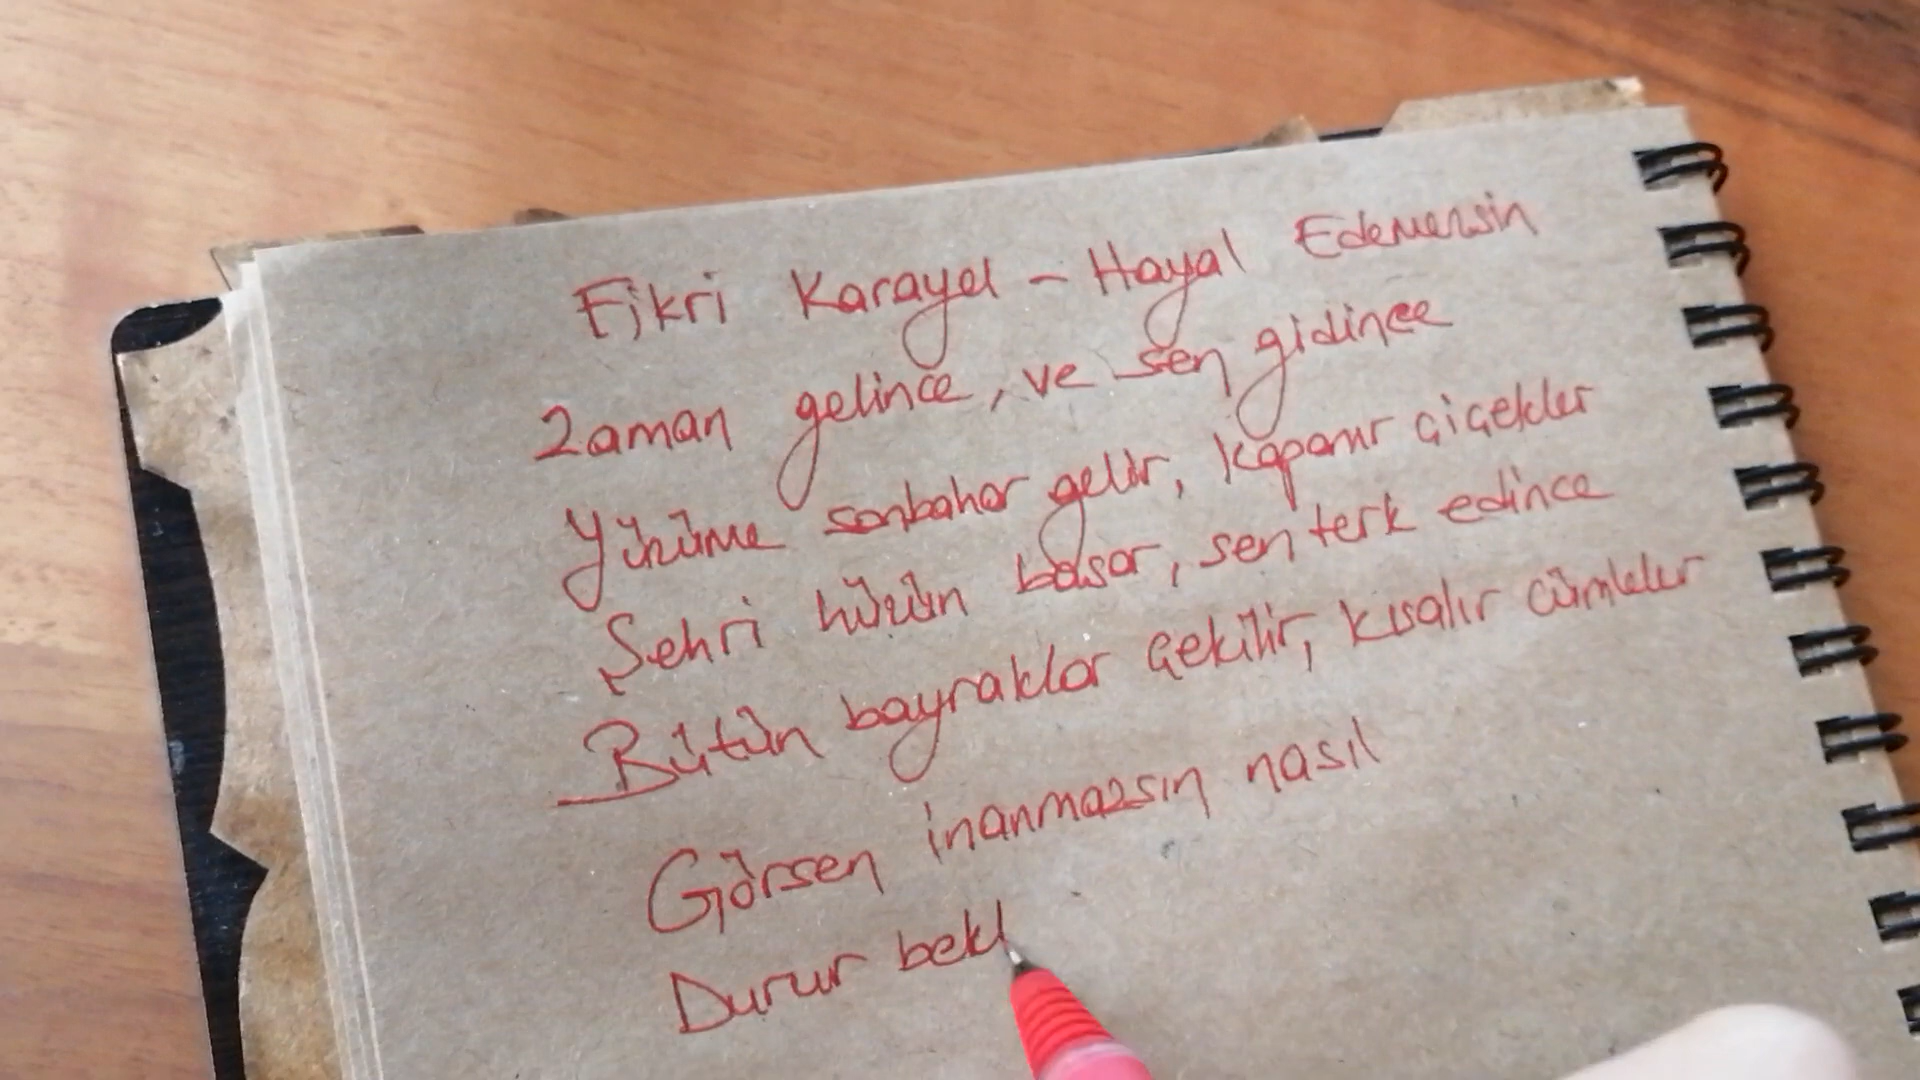 Fikri Karayel - Hayal Edemezsin
Zaman gelince, ve sen gidince
Yüzüme sonbahar gelir, kapanır çiçekler
Şehri hüzün basar, sen terk edince
Bütün bayraklar çekilir, kısalır cümleler
Görsen inanmazsın nasıl
Durur bekl